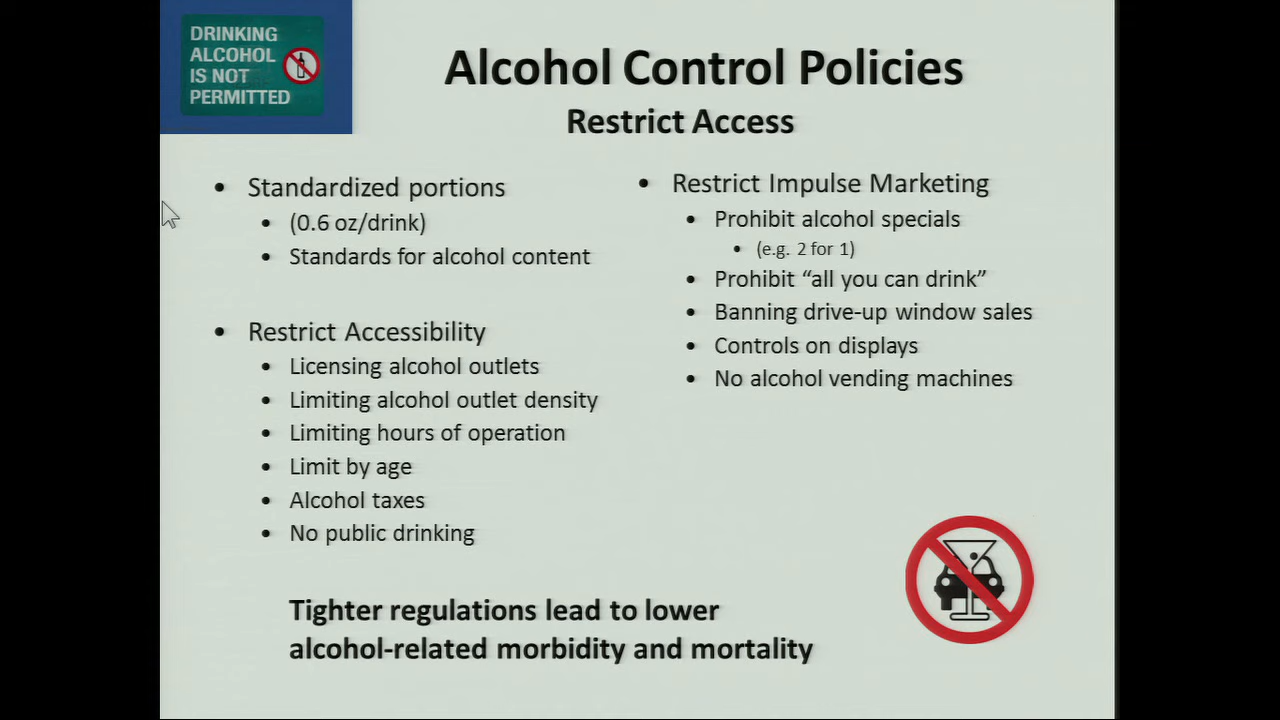 DRINKING
ALCOHOL
IS NOT
PERMITTED
Alcohol Control Policies
Restrict Access
• Standardized portions
• (0.6 oz/drink)
• Standards for alcohol content
• Restrict Accessibility
• Licensing alcohol outlets
• Limiting alcohol outlet density
• Limiting hours of operation
• Limit by age
• Alcohol taxes
• No public drinking
• Restrict Impulse Marketing
• Prohibit alcohol specials
• (e.g. 2 for 1)
• Prohibit “all you can drink”
• Banning drive-up window sales
• Controls on displays
• No alcohol vending machines
Tighter regulations lead to lower
alcohol-related morbidity and mortality